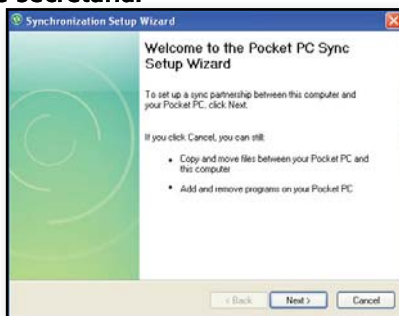 Synchronization Setup Wizard
Welcome to the Pocket PC Sync
Setup Wizard
To set up a sync partnership between this computer and
your Pocket PC, click Next.
If you click Cancel, you can still:
• Copy and move files between your Pocket PC and
this computer
• Add and remove programs on your Pocket PC
< Back Next > Cancel